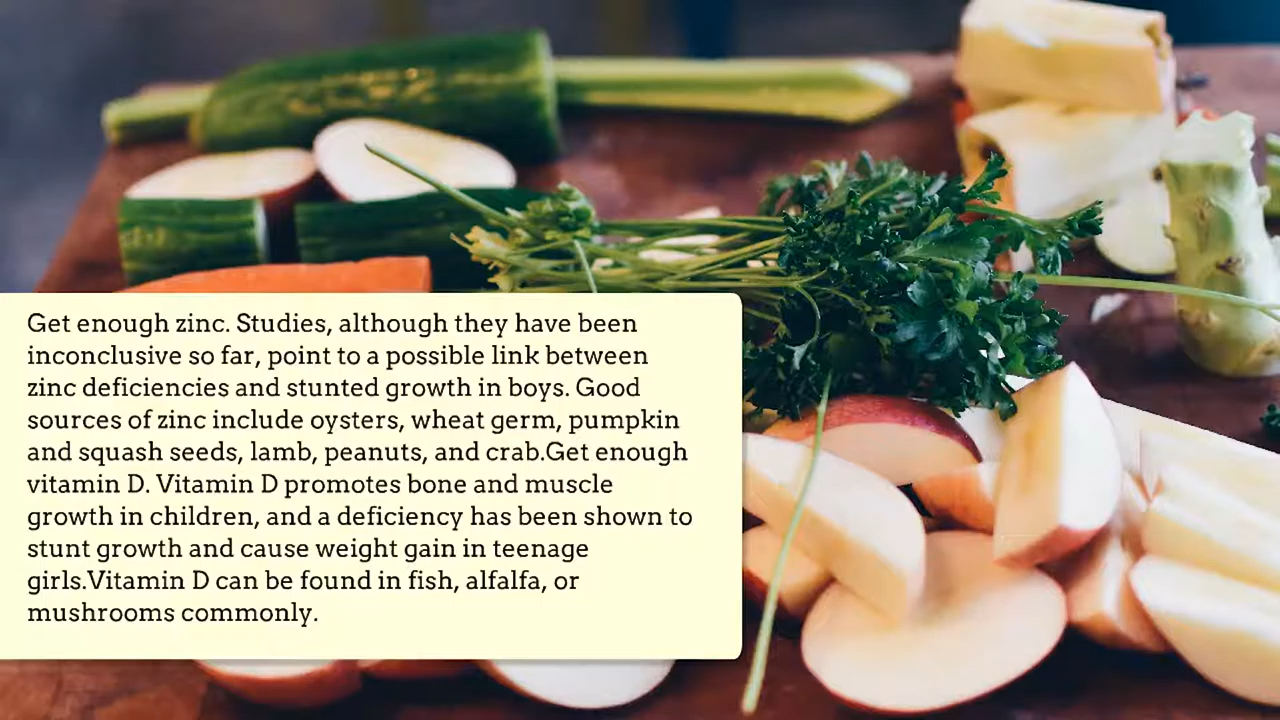 Get enough zinc. Studies, although they have been
inconclusive so far, point to a possible link between
zinc deficiencies and stunted growth in boys. Good
sources of zinc include oysters, wheat germ, pumpkin
and squash seeds, lamb, peanuts, and crab.Get enough
vitamin D. Vitamin D promotes bone and muscle
growth in children, and a deficiency has been shown to
stunt growth and cause weight gain in teenage
girls.Vitamin D can be found in fish, alfalfa, or
mushrooms commonly.